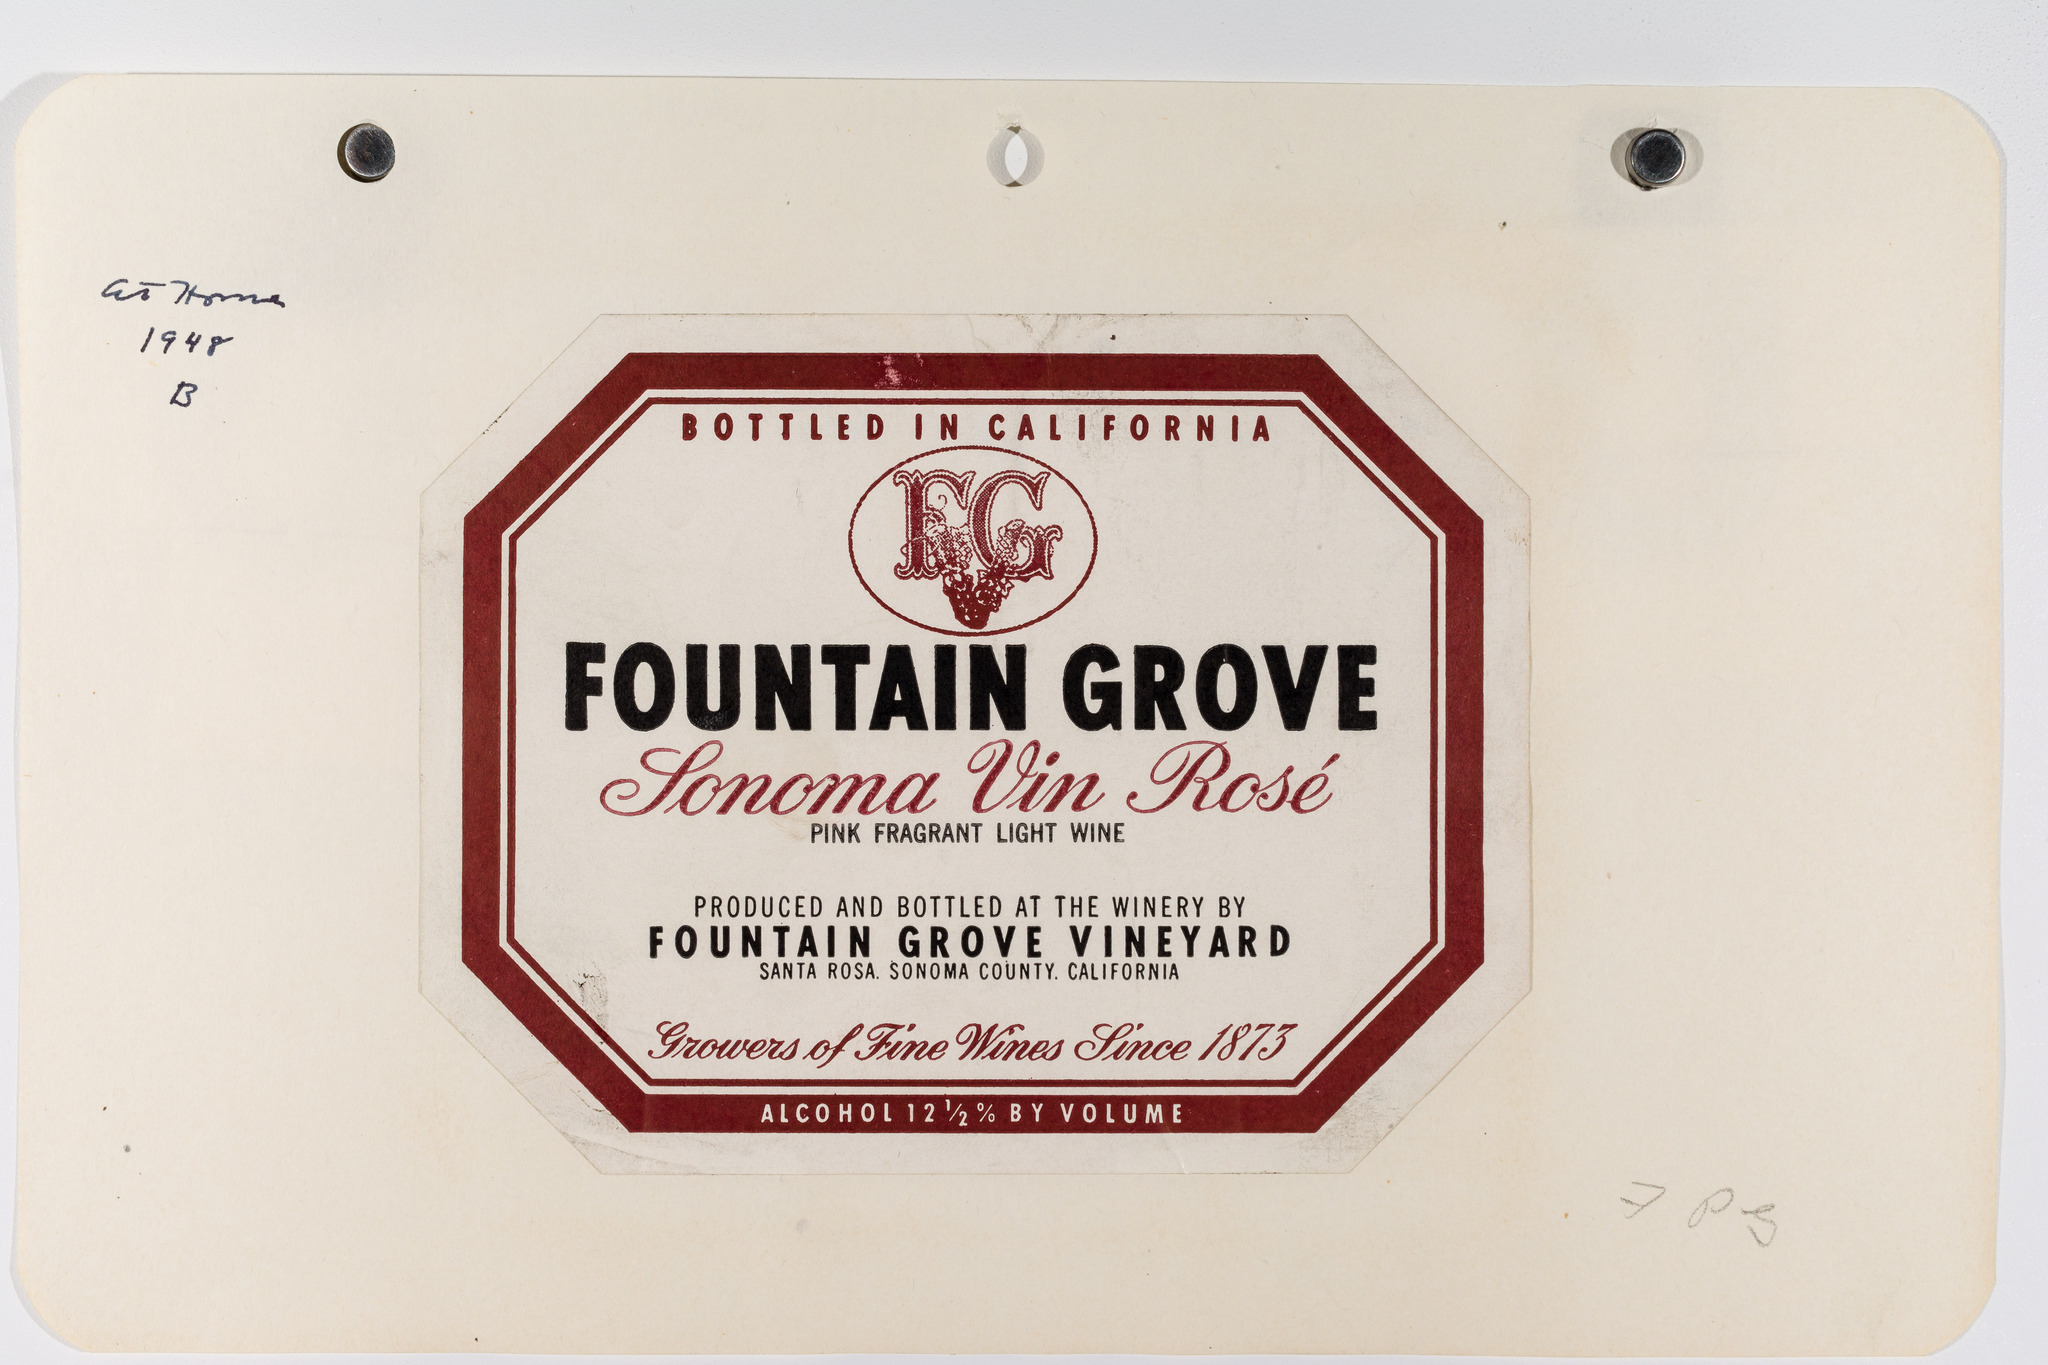 At Home
1948
B
BOTTLED IN CALIFORNIA
FG
FOUNTAIN GROVE
Sonoma Vin Rosé
PINK FRAGRANT LIGHT WINE
PRODUCED AND BOTTLED AT THE WINERY BY
FOUNTAIN GROVE VINEYARD
SANTA ROSA. SONOMA COUNTY. CALIFORNIA
Growers of Fine Wines Since 1873
ALCOHOL 12 1/2 % BY VOLUME